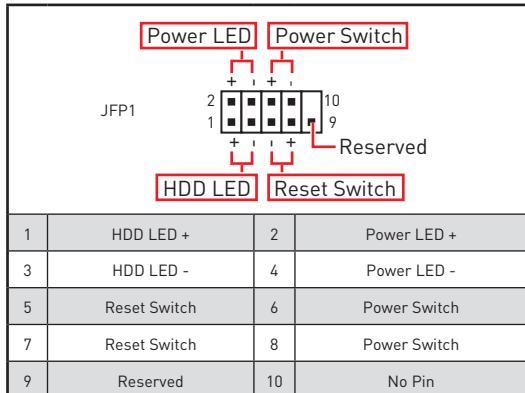 Power LED Power Switch
+ - + -
JFP1
2 10
1 9
+ - - +
Reserved
HDD LED Reset Switch
1 HDD LED + 2 Power LED +
3 HDD LED - 4 Power LED -
5 Reset Switch 6 Power Switch
7 Reset Switch 8 Power Switch
9 Reserved 10 No Pin